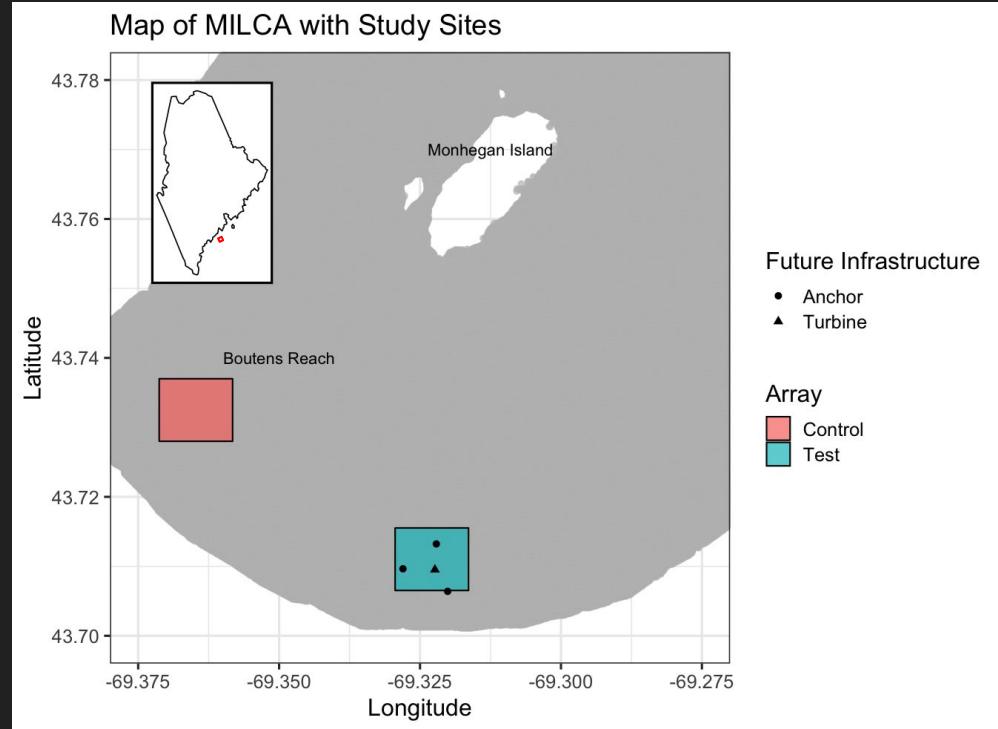 Map of MILCA with Study Sites
43.78
43.76
43.74
43.72
43.70
Latitude
Monhegan Island
Boutens Reach
-69.375
-69.350
-69.325
-69.300
-69.275
Longitude
Future Infrastructure
Anchor
Turbine
Array
Control
Test